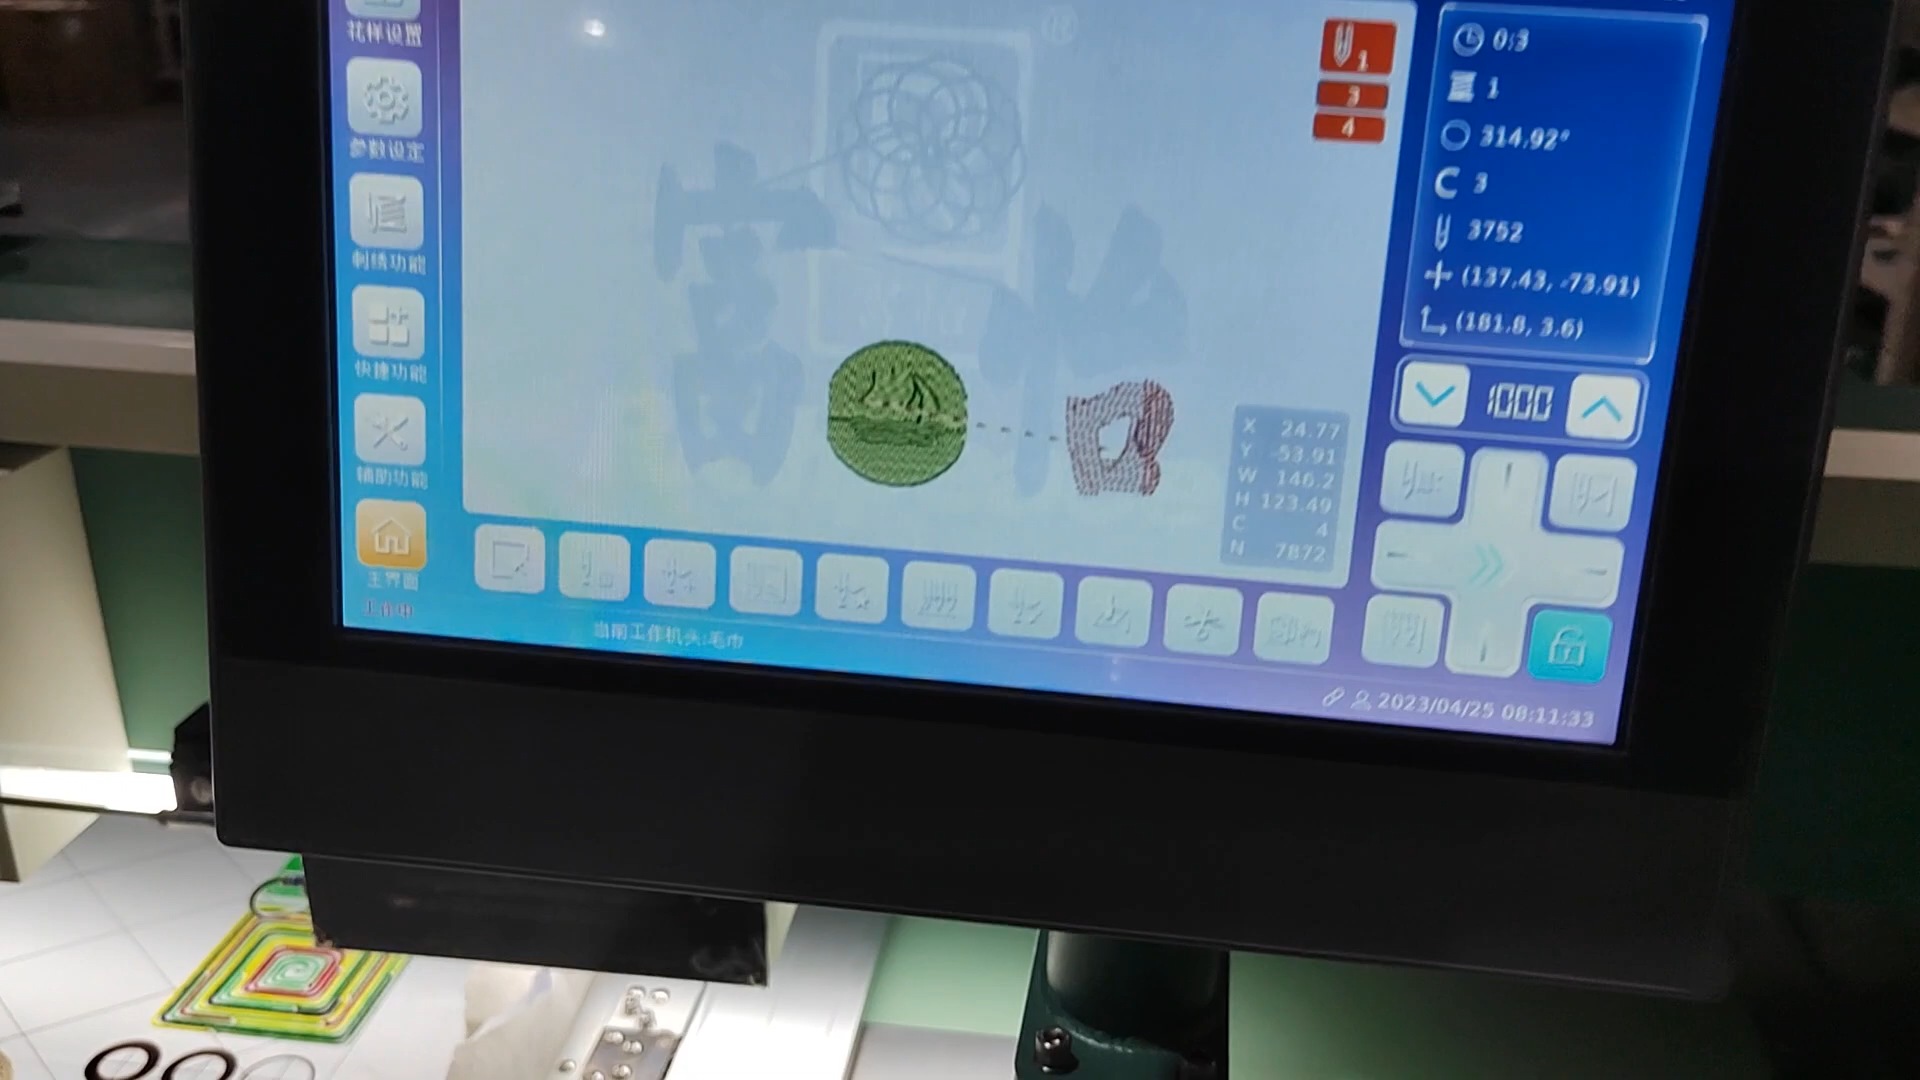 花样设置
参数设定
刺绣功能
快捷功能
辅助功能
主界面
工作中
1
3
4
0:3
1
314.92°
C 3
3752
(137.43, -73.91)
(181.8, 3.6)
1000
X 24.77
Y -53.91
W 146.2
H 123.49
C 4
N 7872
当前工作机头:毛巾
2023/04/25 08:11:33